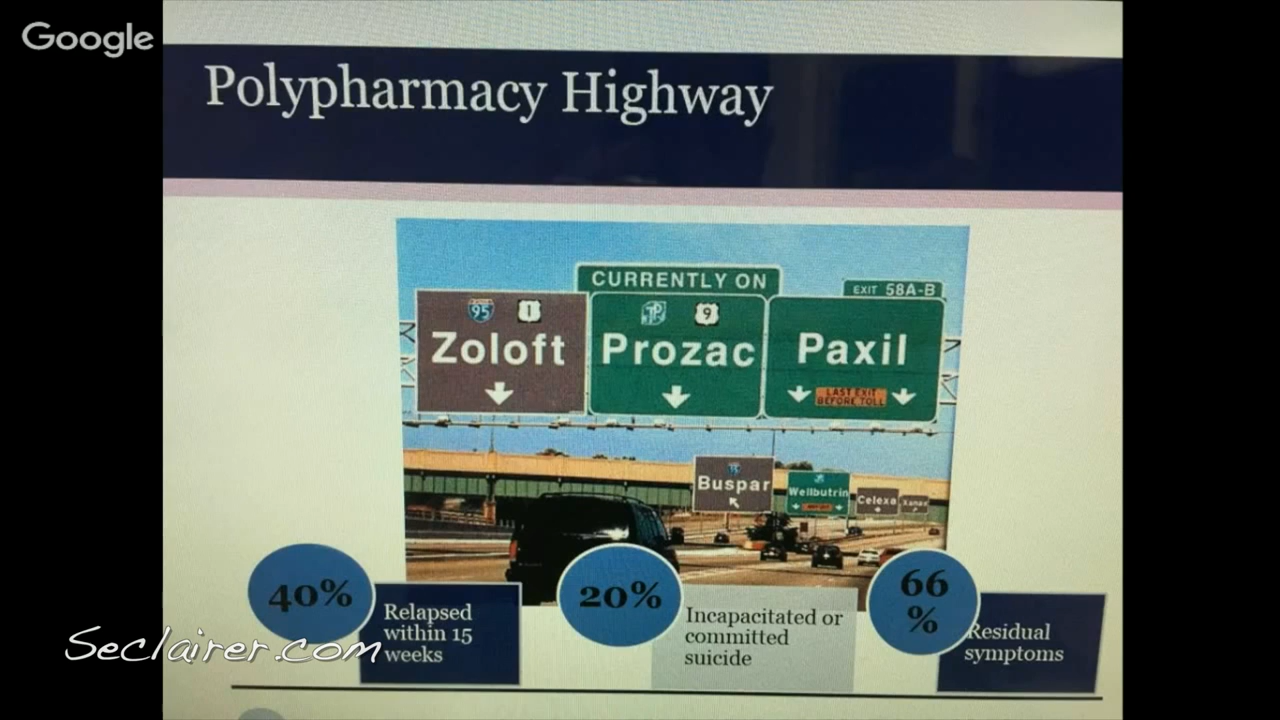 Google
Polypharmacy Highway
CURRENTLY ON
EXIT 58A-B
95 1
9
Zoloft
Prozac
Paxil
LAST EXIT
BEFORE TOLL
Buspar
Wellbutrin
Celexa
Xanax
40%
Relapsed
within 15
weeks
20%
Incapacitated or
committed
suicide
66
%
Residual
symptoms
Seclairer.com